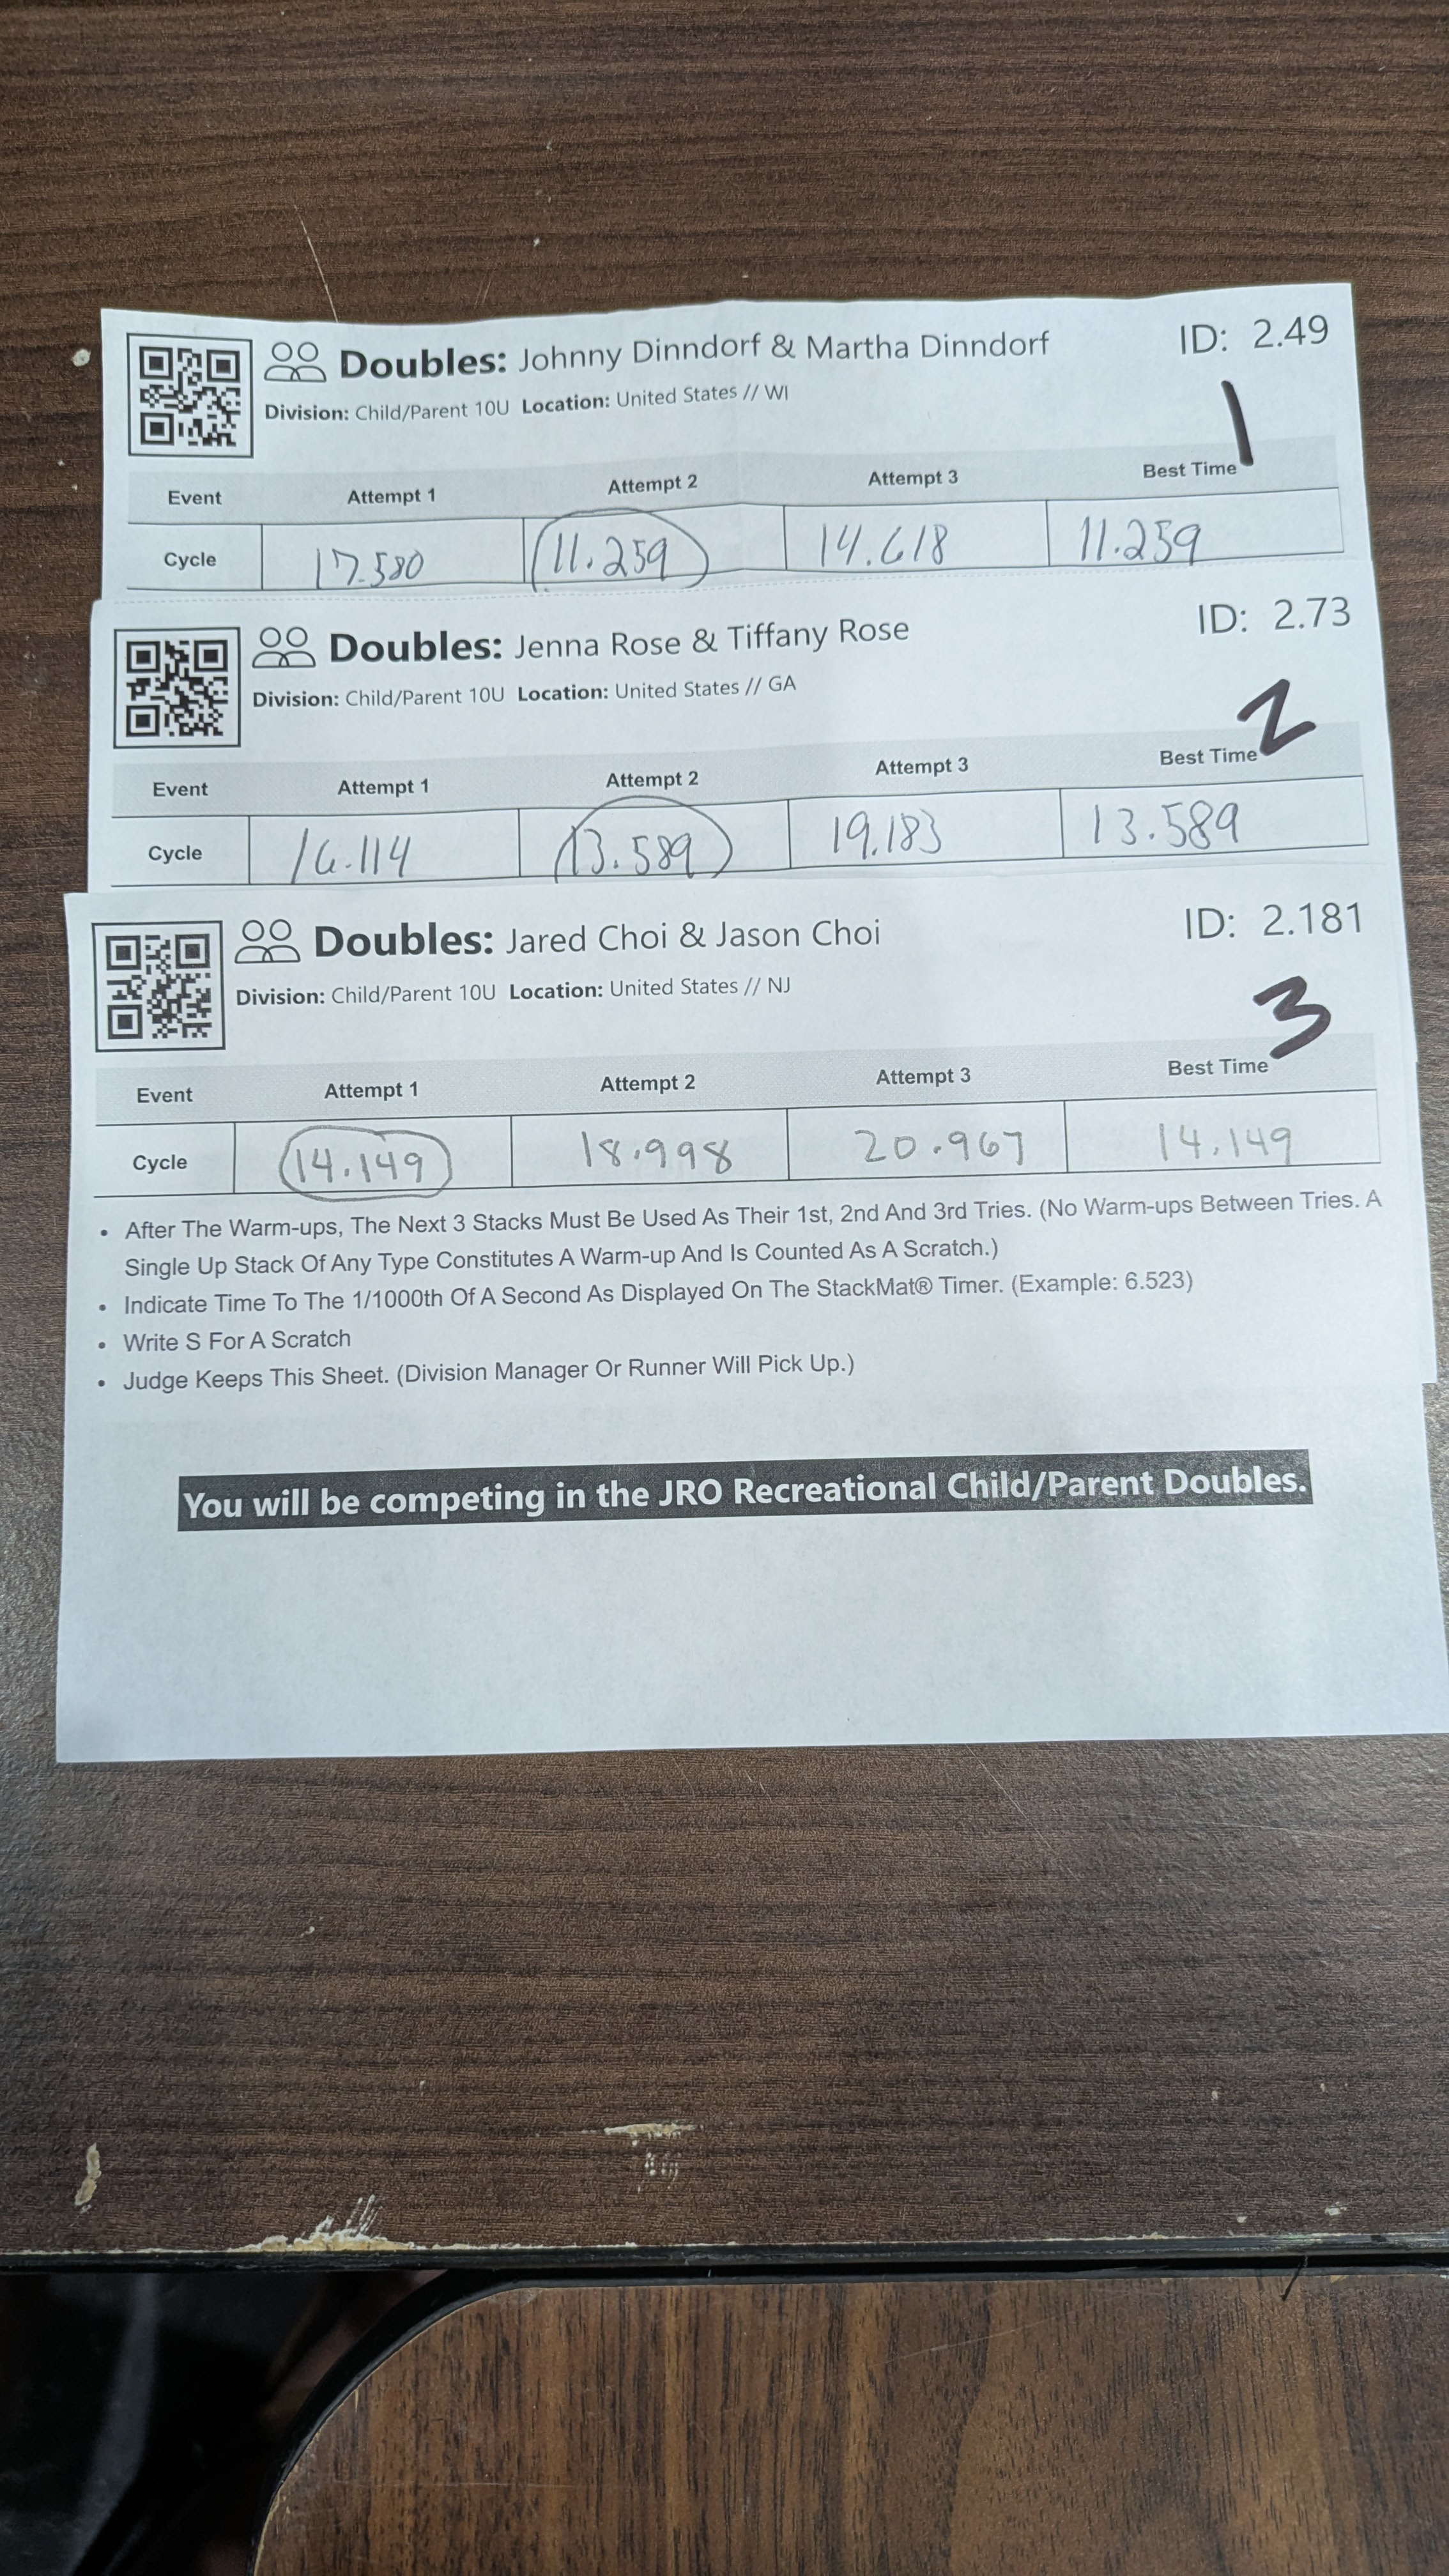 Doubles: Johnny Dinndorf & Martha Dinndorf ID: 2.49
Division: Child/Parent 10U Location: United States // WI
1
Event Attempt 1 Attempt 2 Attempt 3 Best Time
Cycle 17.580 11.259 14.618 11.259
Doubles: Jenna Rose & Tiffany Rose ID: 2.73
Division: Child/Parent 10U Location: United States // GA
2
Event Attempt 1 Attempt 2 Attempt 3 Best Time
Cycle 16.114 13.589 19.183 13.589
Doubles: Jared Choi & Jason Choi ID: 2.181
Division: Child/Parent 10U Location: United States // NJ
3
Event Attempt 1 Attempt 2 Attempt 3 Best Time
Cycle 14.149 18.998 20.967 14.149
• After The Warm-ups, The Next 3 Stacks Must Be Used As Their 1st, 2nd And 3rd Tries. (No Warm-ups Between Tries. A
Single Up Stack Of Any Type Constitutes A Warm-up And Is Counted As A Scratch.)
• Indicate Time To The 1/1000th Of A Second As Displayed On The StackMat® Timer. (Example: 6.523)
• Write S For A Scratch
• Judge Keeps This Sheet. (Division Manager Or Runner Will Pick Up.)
You will be competing in the JRO Recreational Child/Parent Doubles.